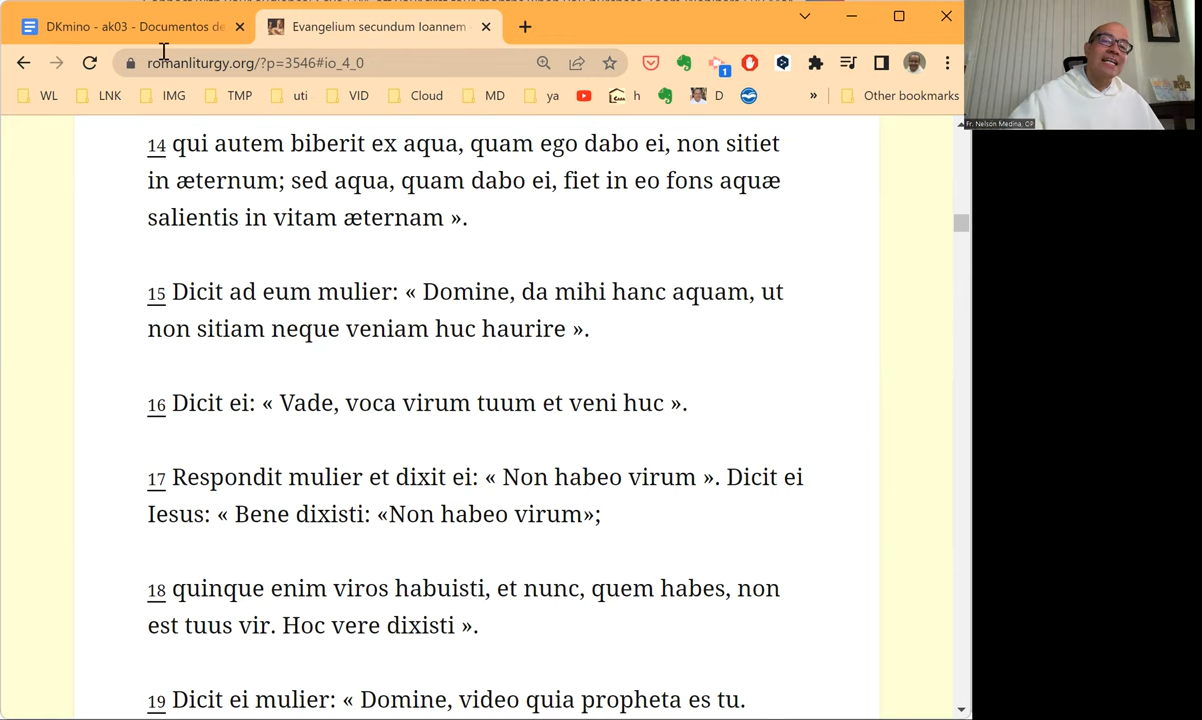 DKmino - ak03 - Documentos de
Evangelium secundum Ioannem
romanliturgy.org/?p=3546#io_4_0
WL LNK IMG TMP uti VID Cloud MD ya h D » Other bookmarks
1
Fr. Nelson Medina, OP
14 qui autem biberit ex aqua, quam ego dabo ei, non sitiet
in æternum; sed aqua, quam dabo ei, fiet in eo fons aquæ
salientis in vitam æternam ».
15 Dicit ad eum mulier: « Domine, da mihi hanc aquam, ut
non sitiam neque veniam huc haurire ».
16 Dicit ei: « Vade, voca virum tuum et veni huc ».
17 Respondit mulier et dixit ei: « Non habeo virum ». Dicit ei
Iesus: « Bene dixisti: «Non habeo virum»;
18 quinque enim viros habuisti, et nunc, quem habes, non
est tuus vir. Hoc vere dixisti ».
19 Dicit ei mulier: « Domine, video quia propheta es tu.